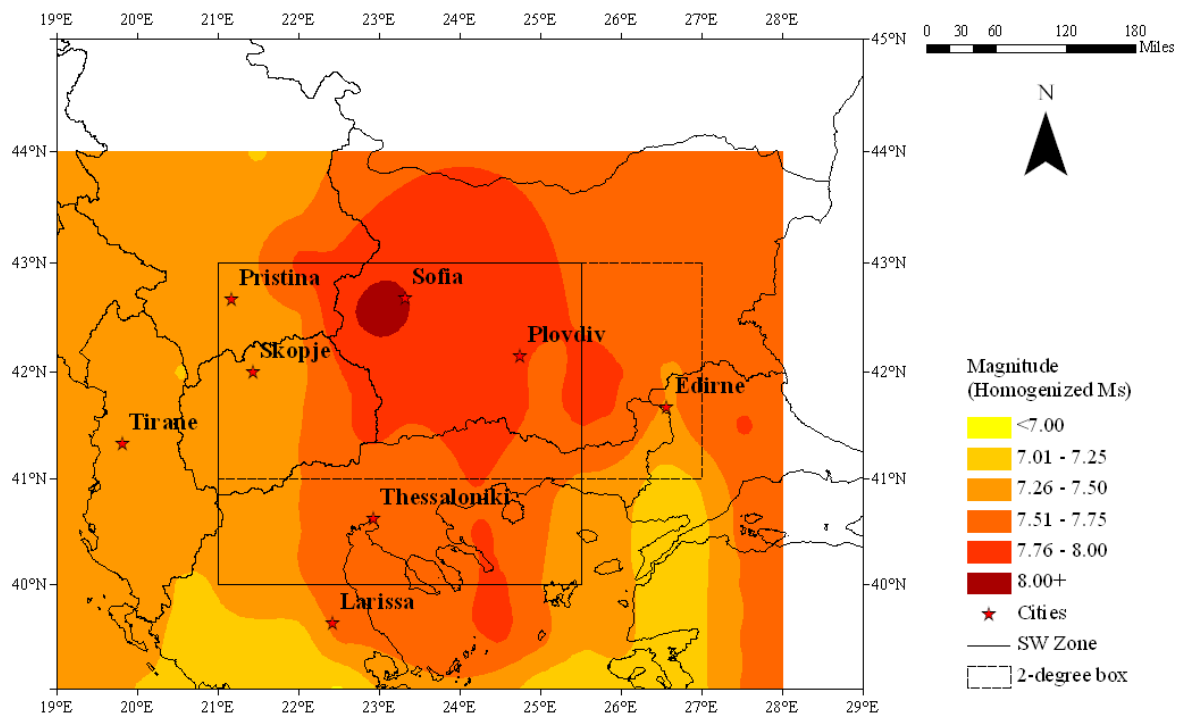 19°E 20°E 21°E 22°E 23°E 24°E 25°E 26°E 27°E 28°E
45°N 45°N
0 30 60 120 180
Miles
N
44°N 44°N
43°N 43°N
Pristina Sofia
Plovdiv
Skopje
42°N 42°N
Edirne
Tirane
41°N 41°N
Thessaloniki
40°N 40°N
Larissa
19°E 20°E 21°E 22°E 23°E 24°E 25°E 26°E 27°E 28°E 29°E
Magnitude
(Homogenized Ms)
<7.00
7.01 - 7.25
7.26 - 7.50
7.51 - 7.75
7.76 - 8.00
8.00+
Cities
SW Zone
2-degree box